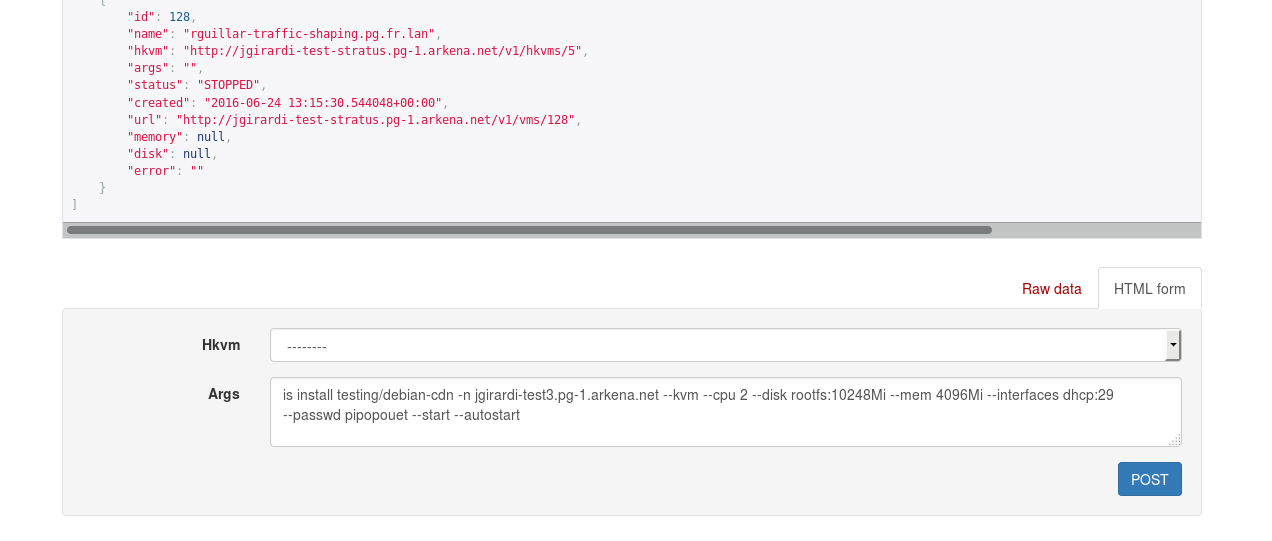 {
"id": 128,
"name": "rguillar-traffic-shaping.pg.fr.lan",
"hkvm": "http://jgirardi-test-stratus.pg-1.arkena.net/v1/hkvms/5",
"args": "",
"status": "STOPPED",
"created": "2016-06-24 13:15:30.544048+00:00",
"url": "http://jgirardi-test-stratus.pg-1.arkena.net/v1/vms/128",
"memory": null,
"disk": null,
"error": ""
}
]
Raw data HTML form
Hkvm --------
Args is install testing/debian-cdn -n jgirardi-test3.pg-1.arkena.net --kvm --cpu 2 --disk rootfs:10248Mi --mem 4096Mi --interfaces dhcp:29
--passwd pipopouet --start --autostart
POST